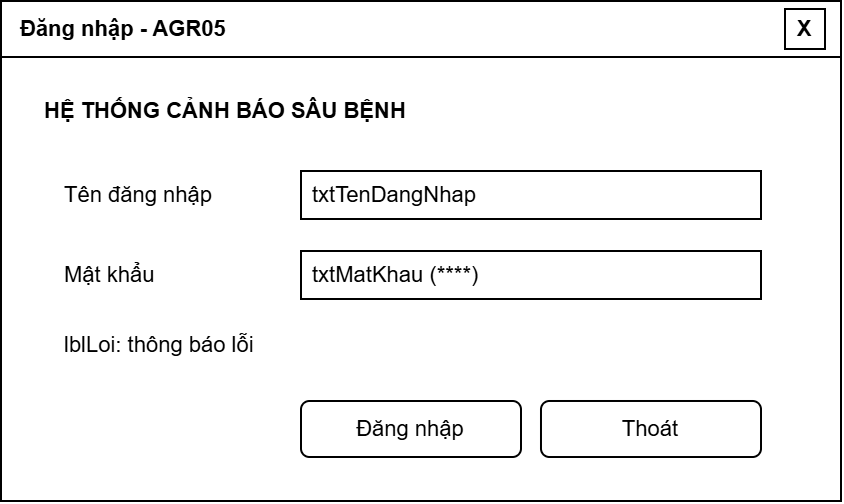 Đăng nhập - AGR05 X
HỆ THỐNG CẢNH BÁO SÂU BỆNH
Tên đăng nhập txtTenDangNhap
Mật khẩu txtMatKhau (****)
lblLoi: thông báo lỗi
Đăng nhập Thoát